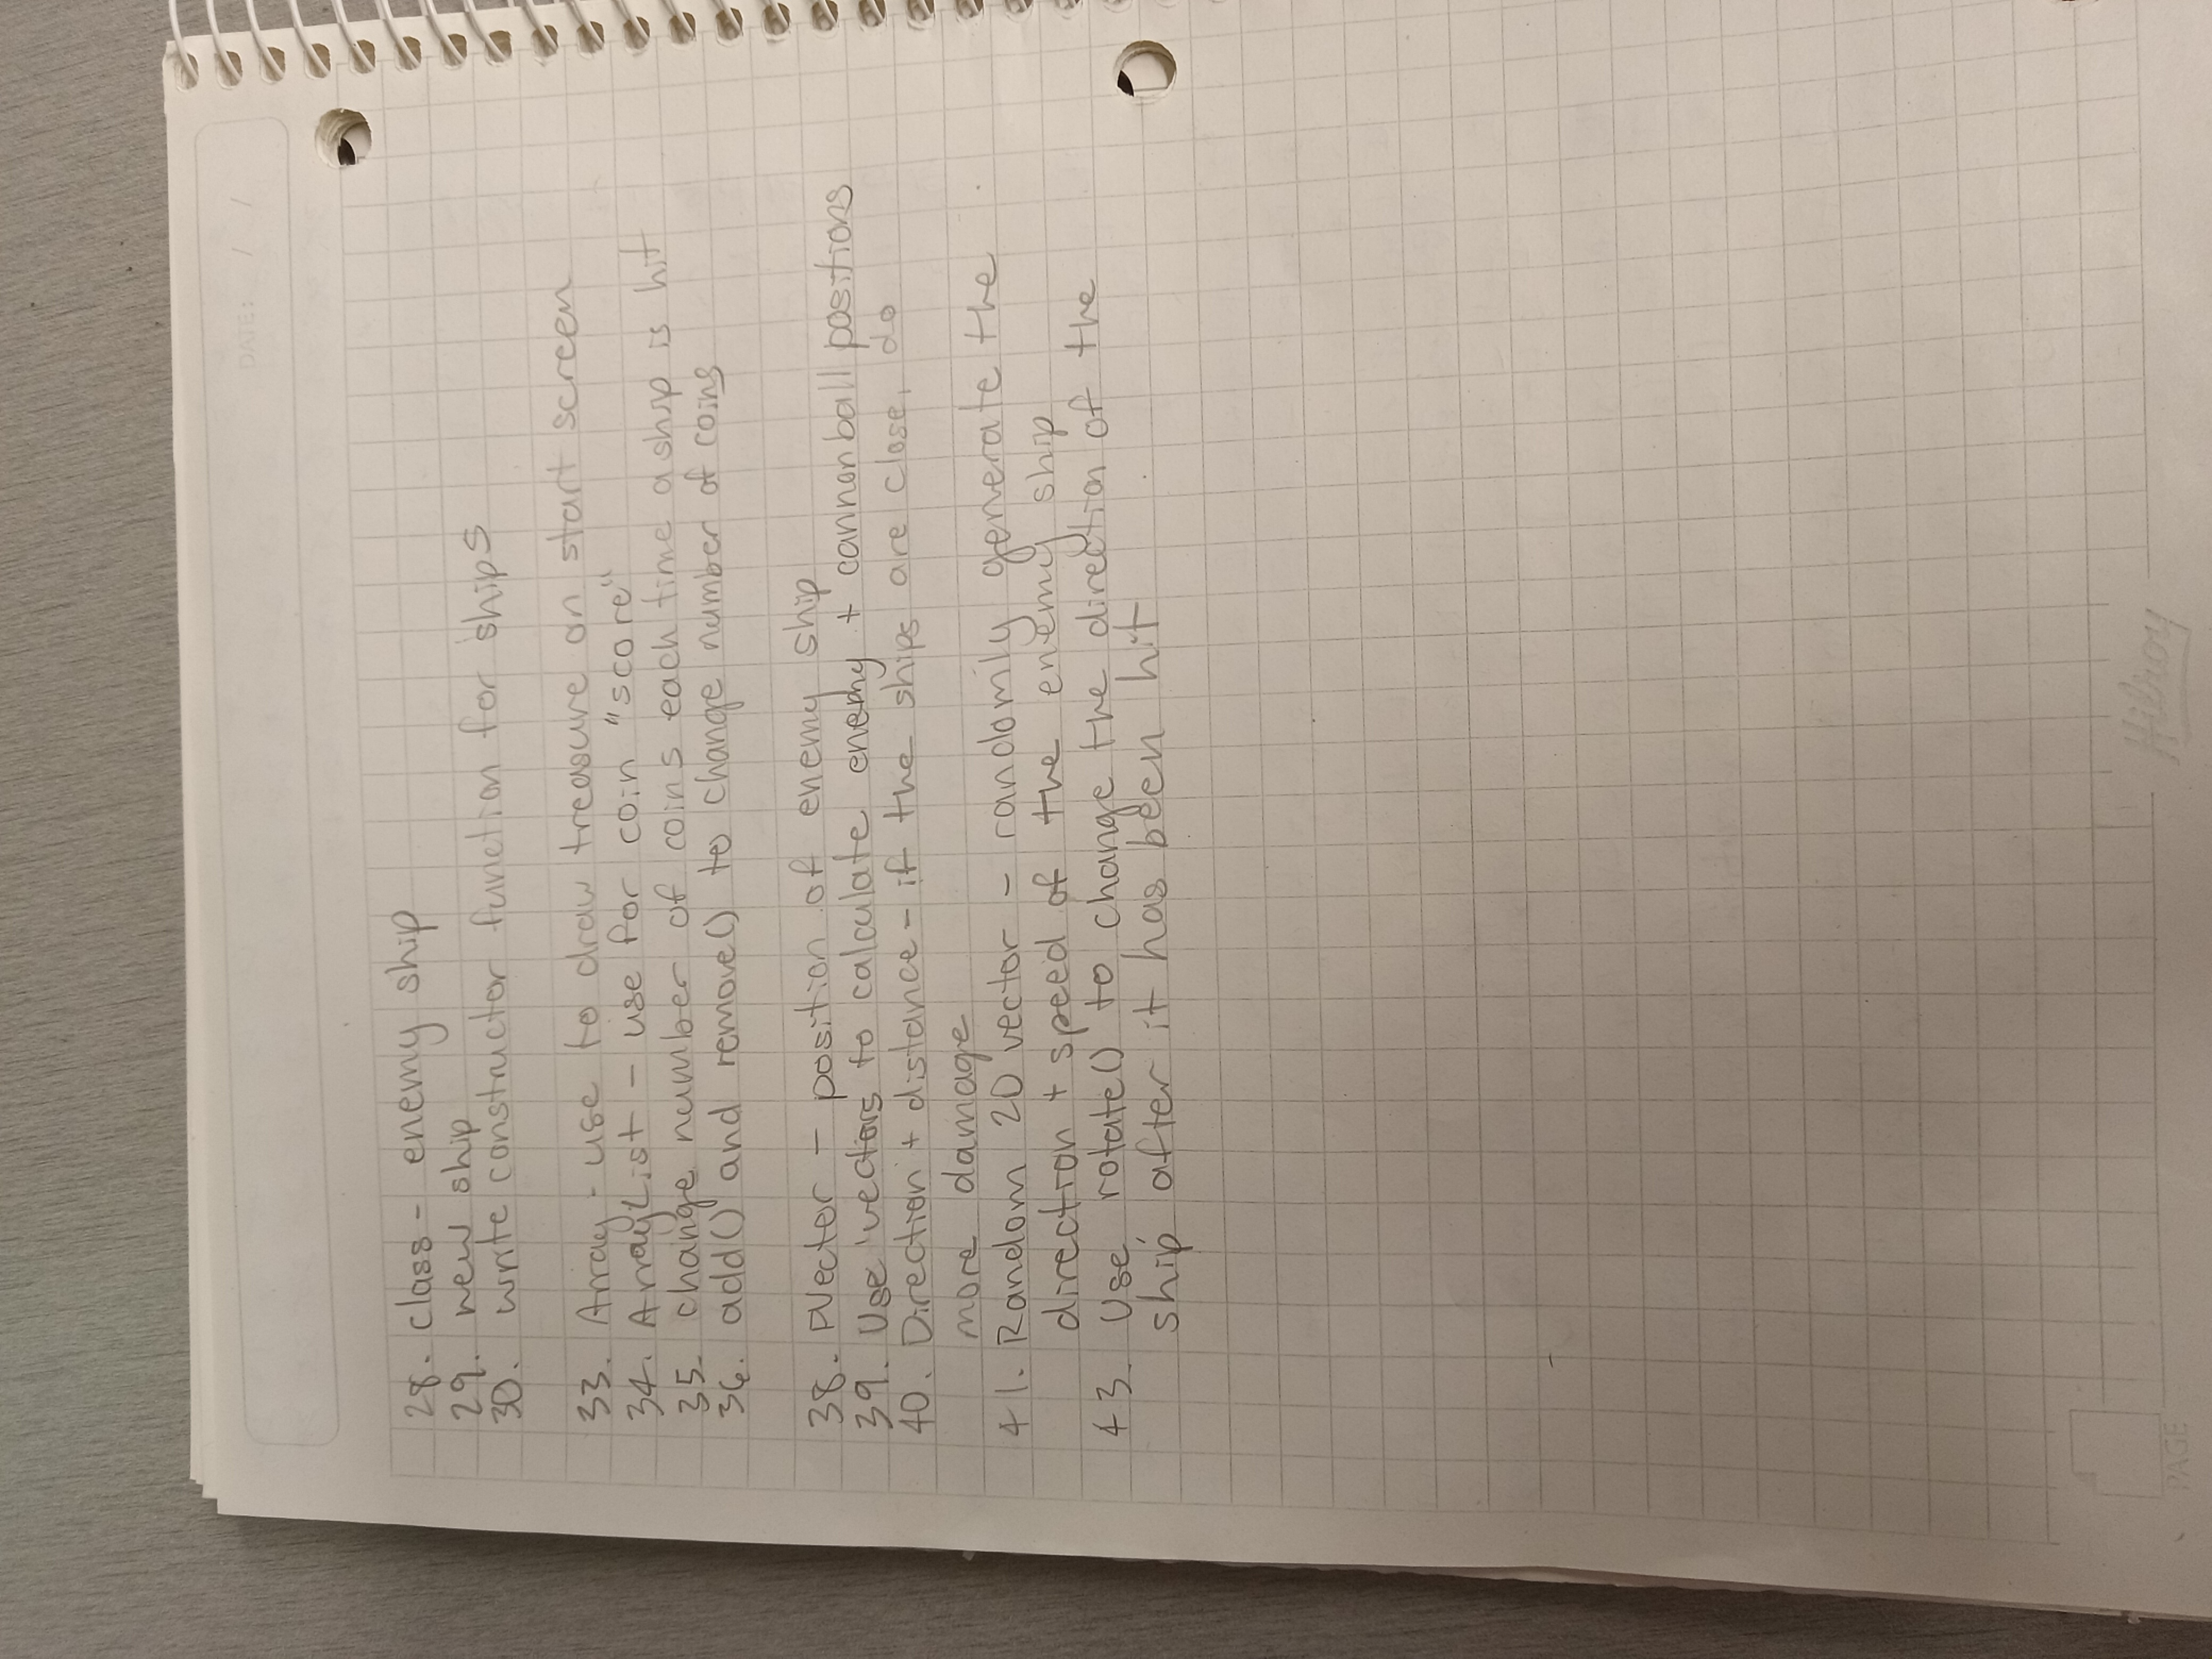 DATE: / /
28. class - enemy ship
29. new ship
30. write constructor function for ships
33. Array - use to draw treasure on start screen
34. ArrayList - use for coin "score"
35. change number of coins each time a ship is hit
36. add() and remove() to change number of coins
38. PVector - position of enemy ship
39. Use vectors to calculate enemy + cannonball positions
40. Direction + distance - if the ships are close, do
more damage
41. Random 2D vector - randomly generate the
direction + speed of the enemy ship
43. Use rotate() to change the direction of the
ship after it has been hit
PAGE
Hilroy